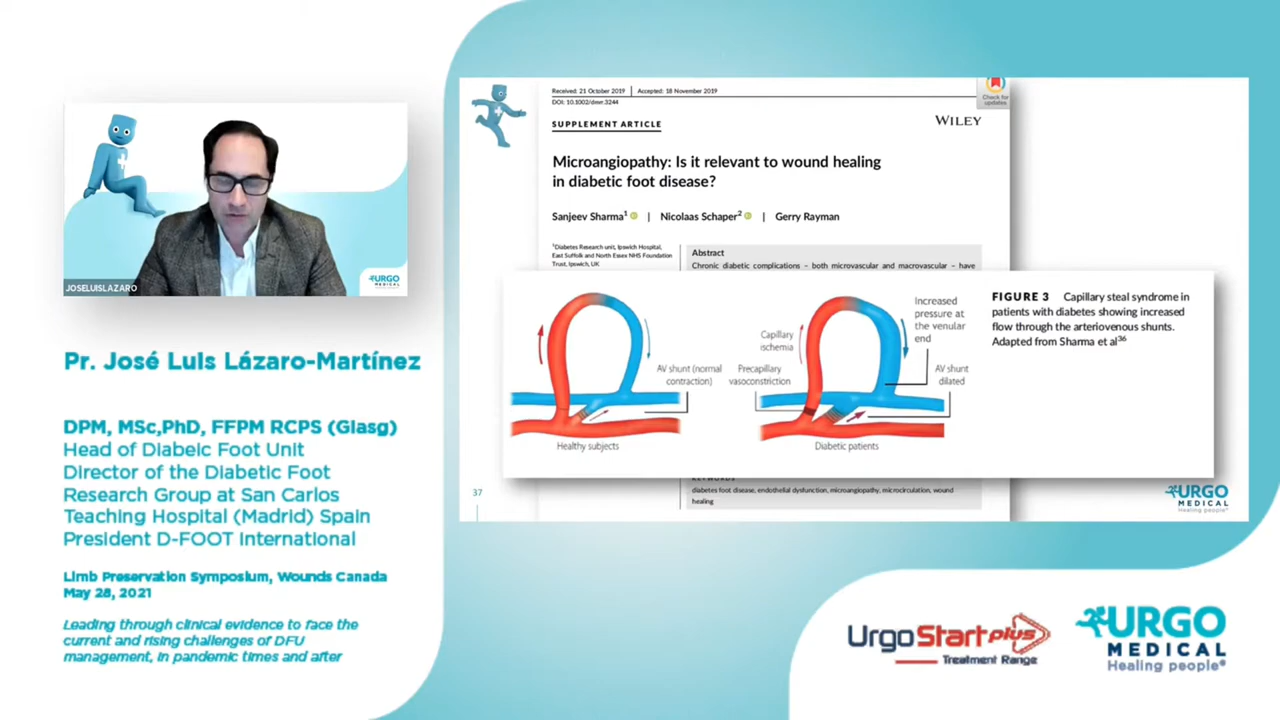 JOSELUISLAZARO
URGO
MEDICAL
Pr. José Luis Lázaro-Martínez
DPM, MSc,PhD, FFPM RCPS (Glasg)
Head of Diabeic Foot Unit
Director of the Diabetic Foot
Research Group at San Carlos
Teaching Hospital (Madrid) Spain
President D-FOOT International
Limb Preservation Symposium, Wounds Canada
May 28, 2021
Leading through clinical evidence to face the
current and rising challenges of DFU
management, in pandemic times and after
Received: 21 October 2019 | Accepted: 18 November 2019
DOI: 10.1002/dmrr.3244
Check for
updates
SUPPLEMENT ARTICLE
WILEY
Microangiopathy: Is it relevant to wound healing
in diabetic foot disease?
Sanjeev Sharma1 | Nicolaas Schaper2 | Gerry Rayman
1Diabetes Research unit, Ipswich Hospital,
East Suffolk and North Essex NHS Foundation
Trust, Ipswich, UK
Abstract
Chronic diabetic complications – both microvascular and macrovascular – have
AV shunt (normal
contraction)
Healthy subjects
Capillary
ischemia
Precapillary
vasoconstriction
Increased
pressure at
the venular
end
AV shunt
dilated
Diabetic patients
FIGURE 3 Capillary steal syndrome in
patients with diabetes showing increased
flow through the arteriovenous shunts.
Adapted from Sharma et al36
KEYWORDS
diabetes foot disease, endothelial dysfunction, microangiopathy, microcirculation, wound
healing
37
URGO
MEDICAL
Healing people®
UrgoStart plus
Treatment Range
URGO
MEDICAL
Healing people®